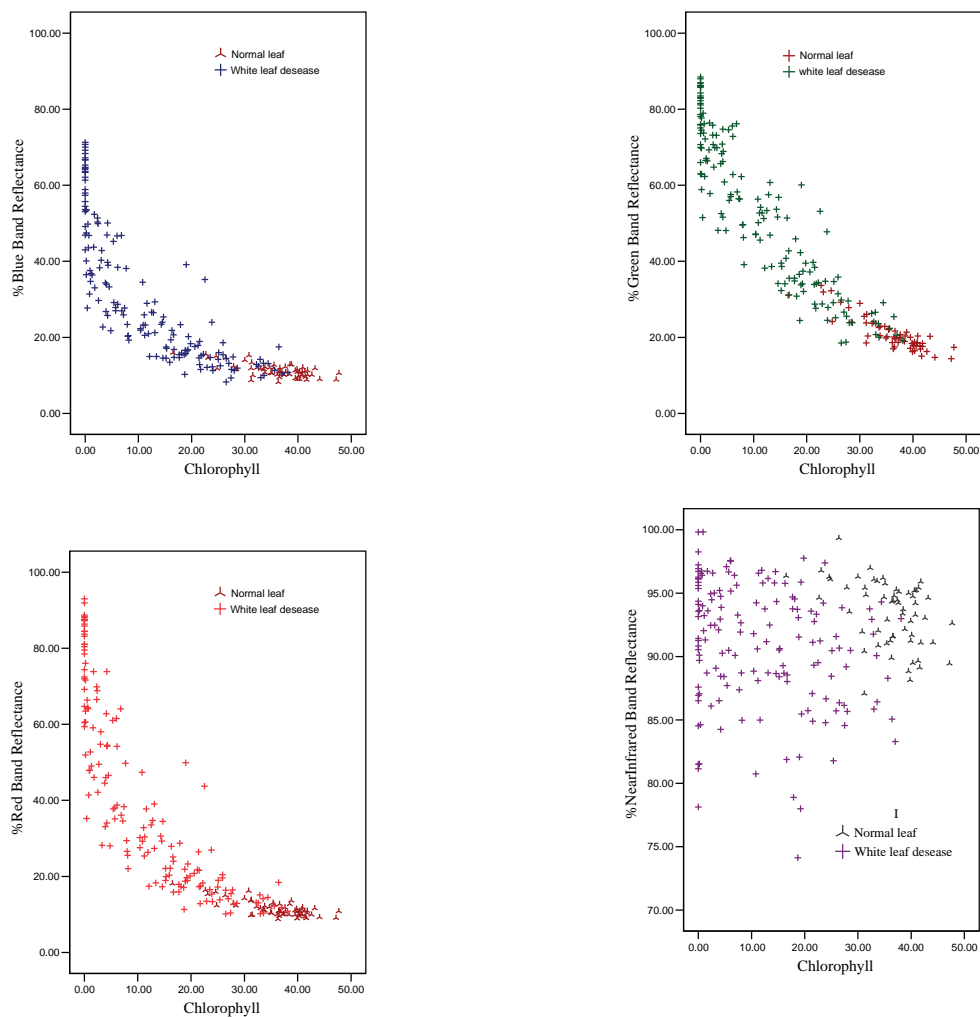 100.00
80.00
60.00
40.00
20.00
0.00
%Blue Band Reflectance
Normal leaf
White leaf desease
0.00 10.00 20.00 30.00 40.00 50.00
Chlorophyll
100.00
80.00
60.00
40.00
20.00
0.00
%Green Band Reflectance
Normal leaf
white leaf desease
0.00 10.00 20.00 30.00 40.00 50.00
Chlorophyll
100.00
80.00
60.00
40.00
20.00
0.00
%Red Band Reflectance
Normal leaf
White leaf desease
0.00 10.00 20.00 30.00 40.00 50.00
Chlorophyll
100.00
95.00
90.00
85.00
80.00
75.00
70.00
%NearInfrared Band Reflectance
I
Normal leaf
White leaf desease
0.00 10.00 20.00 30.00 40.00 50.00
Chlorophyll